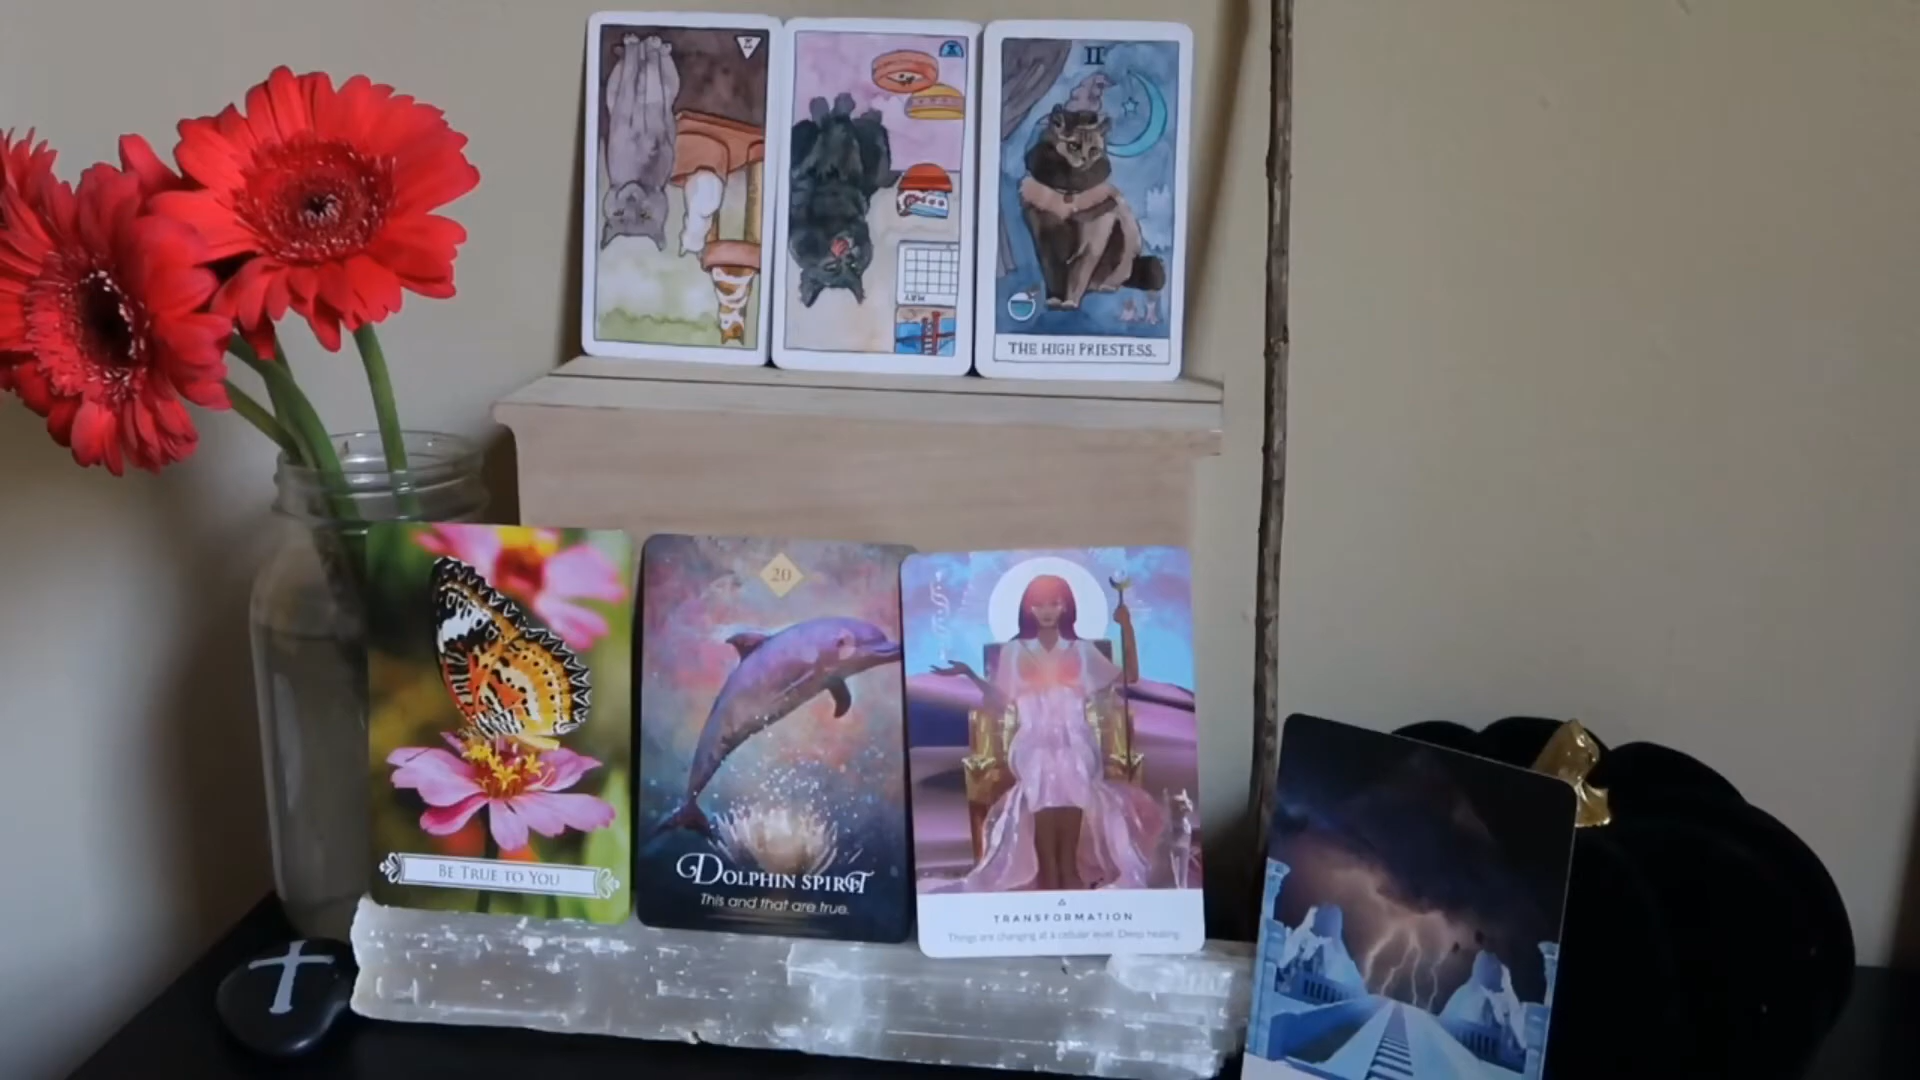 II
THE HIGH PRIESTESS.
MAY
BE TRUE TO YOU
20
DOLPHIN SPIRIT
This and that are true.
TRANSFORMATION
Things are changing at a cellular level. Deep healing.